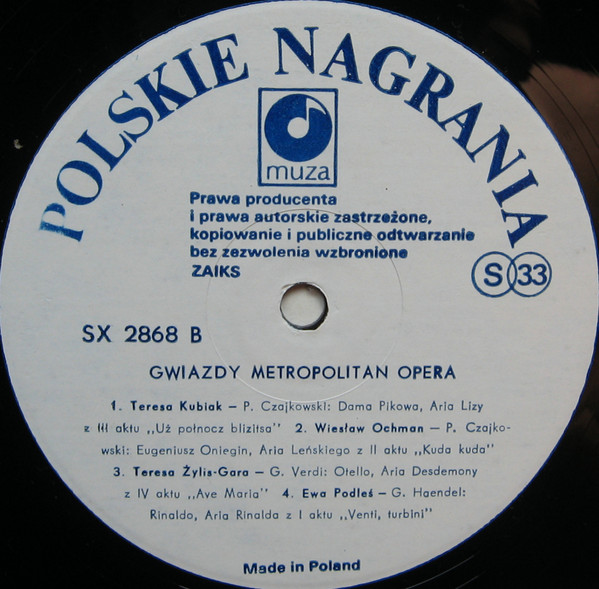 POLSKIE NAGRANIA
muza
Prawa producenta
i prawa autorskie zastrzeżone,
kopiowanie i publiczne odtwarzanie
bez zezwolenia wzbronione
ZAIKS
S 33
SX 2868 B
GWIAZDY METROPOLITAN OPERA
1. Teresa Kubiak — P. Czajkowski: Dama Pikowa, Aria Lizy
z III aktu „Uż połnocz blizitsa" 2. Wiesław Ochman — P. Czajko-
wski: Eugeniusz Oniegin, Aria Leńskiego z II aktu „Kuda kuda"
3. Teresa Żylis-Gara — G. Verdi: Otello, Aria Desdemony
z IV aktu „Ave Maria" 4. Ewa Podleś — G. Haendel:
Rinaldo, Aria Rinalda z I aktu „Venti, turbini"
Made in Poland